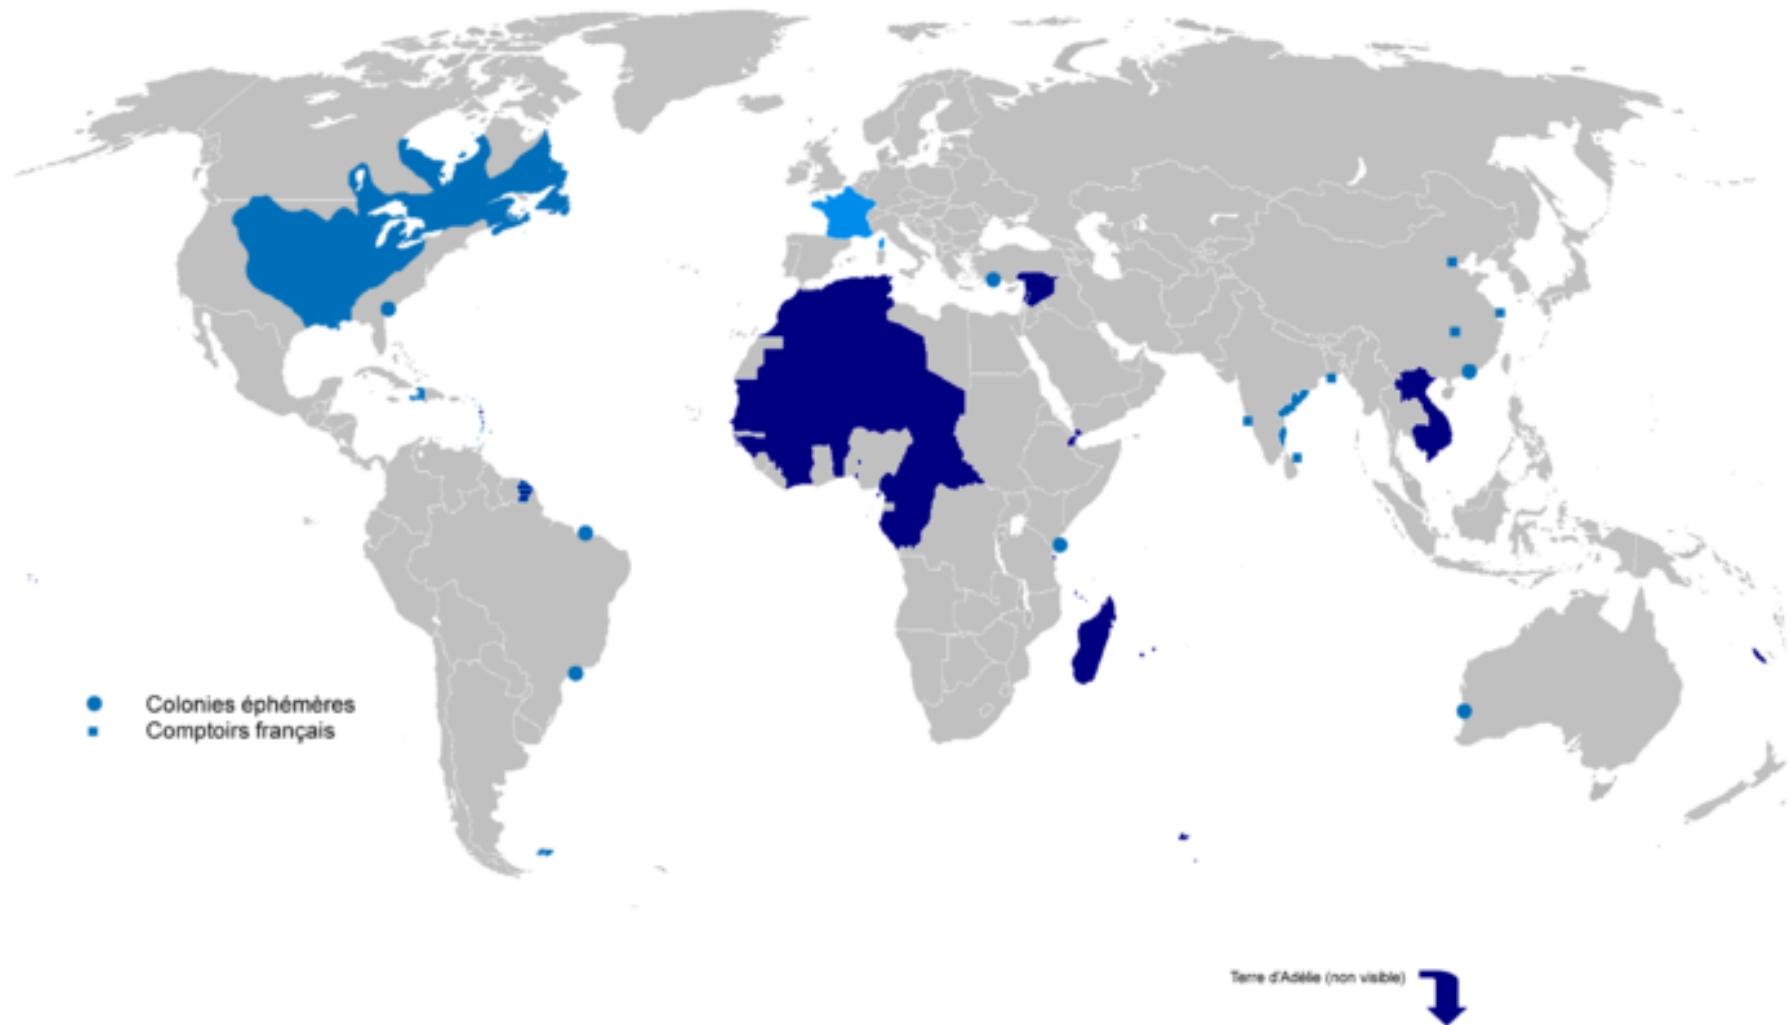 Colonies éphémères
Comptoirs français
Terre d'Adélie (non visible)